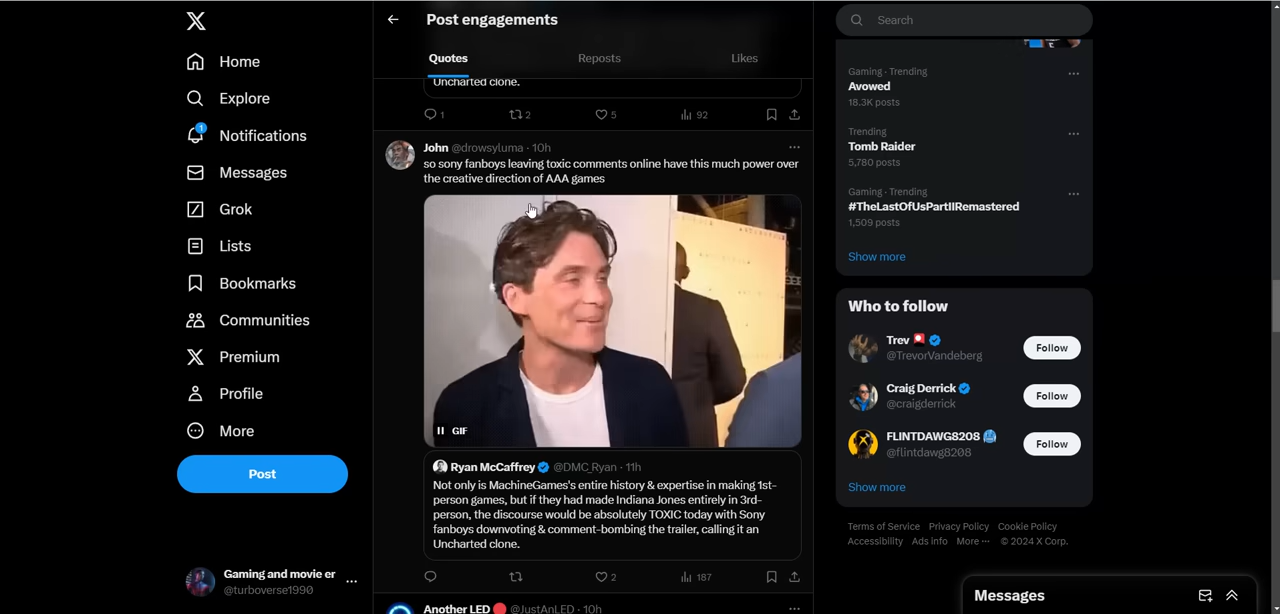 Post engagements
Quotes
Reposts
Likes
Home
Explore
1
Notifications
Messages
Grok
Lists
Bookmarks
Communities
Premium
Profile
More
Post
Gaming and movie er
@turboverse1990
Uncharted clone.
1
2
5
92
John @drowsyluma · 10h
so sony fanboys leaving toxic comments online have this much power over
the creative direction of AAA games
GIF
Ryan McCaffrey @DMC_Ryan · 11h
Not only is MachineGames's entire history & expertise in making 1st-
person games, but if they had made Indiana Jones entirely in 3rd-
person, the discourse would be absolutely TOXIC today with Sony
fanboys downvoting & comment-bombing the trailer, calling it an
Uncharted clone.
2
187
Another LED @JustAnLED · 10h
Search
Gaming · Trending
Avowed
18.3K posts
Trending
Tomb Raider
5,780 posts
Gaming · Trending
#TheLastOfUsPartIIRemastered
1,509 posts
Show more
Who to follow
Trev
@TrevorVandeberg
Follow
Craig Derrick
@craigderrick
Follow
FLINTDAWG8208
@flintdawg8208
Follow
Show more
Terms of Service Privacy Policy Cookie Policy
Accessibility Ads info More ··· © 2024 X Corp.
Messages